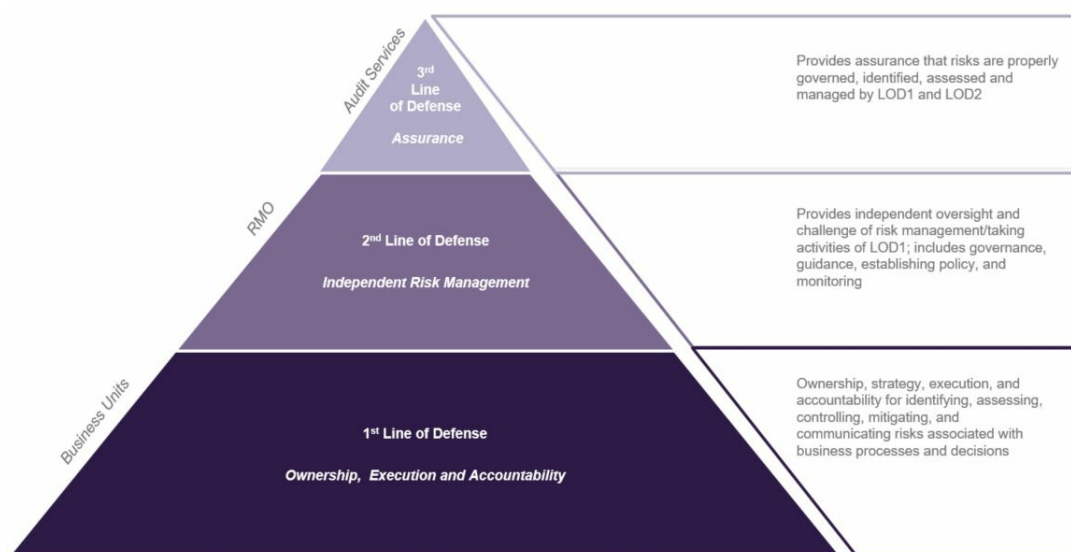 Audit Services
3rd
Line
of Defense
Assurance
Provides assurance that risks are properly
governed, identified, assessed and
managed by LOD1 and LOD2
RMO
2nd Line of Defense
Independent Risk Management
Provides independent oversight and
challenge of risk management/taking
activities of LOD1; includes governance,
guidance, establishing policy, and
monitoring
Business Units
1st Line of Defense
Ownership, Execution and Accountability
Ownership, strategy, execution, and
accountability for identifying, assessing,
controlling, mitigating, and
communicating risks associated with
business processes and decisions